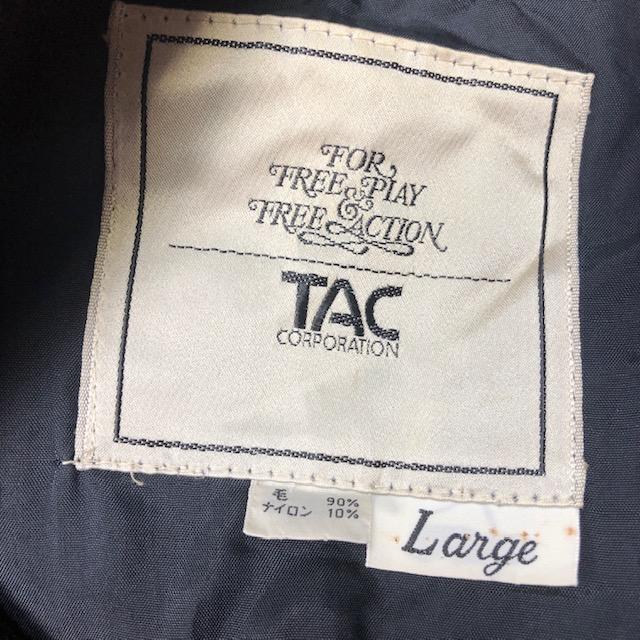 FOR
FREE PLAY
&
FREE ACTION
TAC
CORPORATION
毛 90%
ナイロン 10%
Large